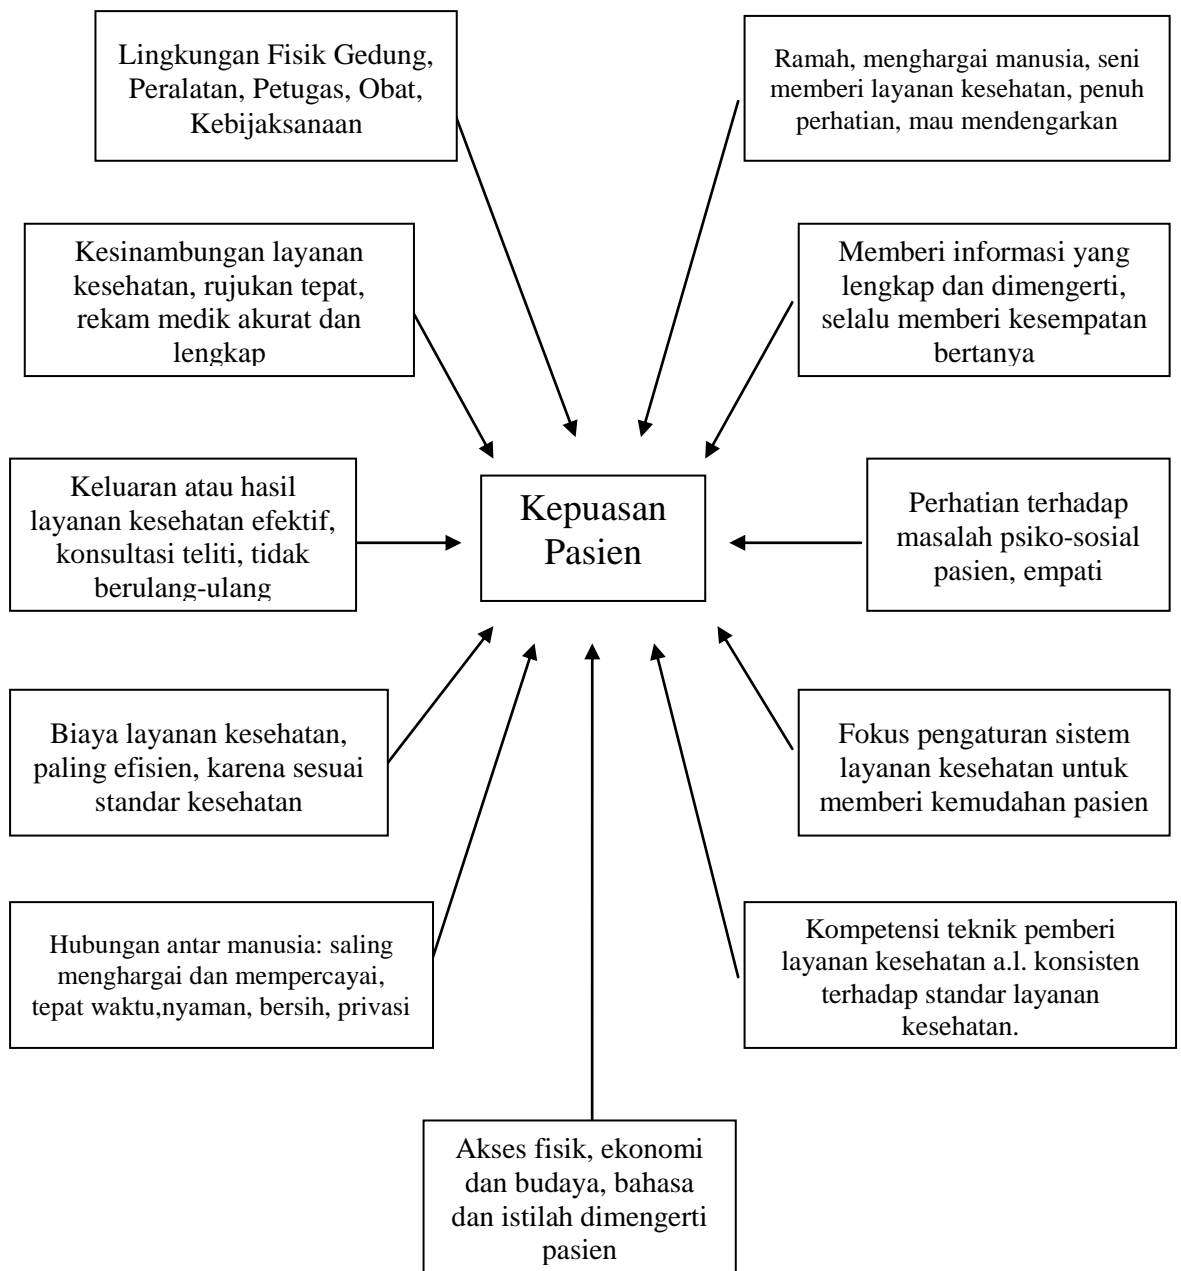 Lingkungan Fisik Gedung,
Peralatan, Petugas, Obat,
Kebijaksanaan
Ramah, menghargai manusia, seni
memberi layanan kesehatan, penuh
perhatian, mau mendengarkan
Kesinambungan layanan
kesehatan, rujukan tepat,
rekam medik akurat dan
lengkap
Memberi informasi yang
lengkap dan dimengerti,
selalu memberi kesempatan
bertanya
Keluaran atau hasil
layanan kesehatan efektif,
konsultasi teliti, tidak
berulang-ulang
Kepuasan
Pasien
Perhatian terhadap
masalah psiko-sosial
pasien, empati
Biaya layanan kesehatan,
paling efisien, karena sesuai
standar kesehatan
Fokus pengaturan sistem
layanan kesehatan untuk
memberi kemudahan pasien
Hubungan antar manusia: saling
menghargai dan mempercayai,
tepat waktu,nyaman, bersih, privasi
Kompetensi teknik pemberi
layanan kesehatan a.l. konsisten
terhadap standar layanan
kesehatan.
Akses fisik, ekonomi
dan budaya, bahasa
dan istilah dimengerti
pasien